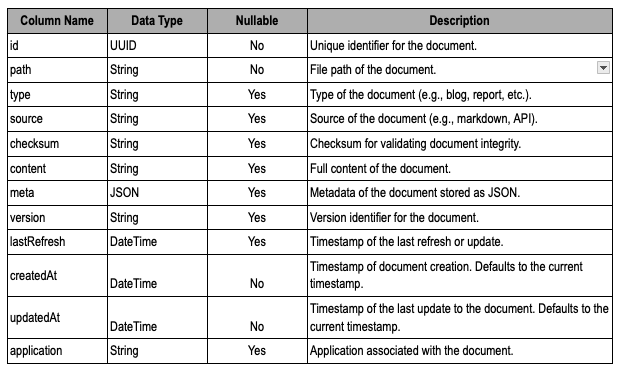 Column Name Data Type Nullable Description
id UUID No Unique identifier for the document.
path String No File path of the document.
type String Yes Type of the document (e.g., blog, report, etc.).
source String Yes Source of the document (e.g., markdown, API).
checksum String Yes Checksum for validating document integrity.
content String Yes Full content of the document.
meta JSON Yes Metadata of the document stored as JSON.
version String Yes Version identifier for the document.
lastRefresh DateTime Yes Timestamp of the last refresh or update.
createdAt DateTime No Timestamp of document creation. Defaults to the current
timestamp.
updatedAt DateTime No Timestamp of the last update to the document. Defaults to the
current timestamp.
application String Yes Application associated with the document.